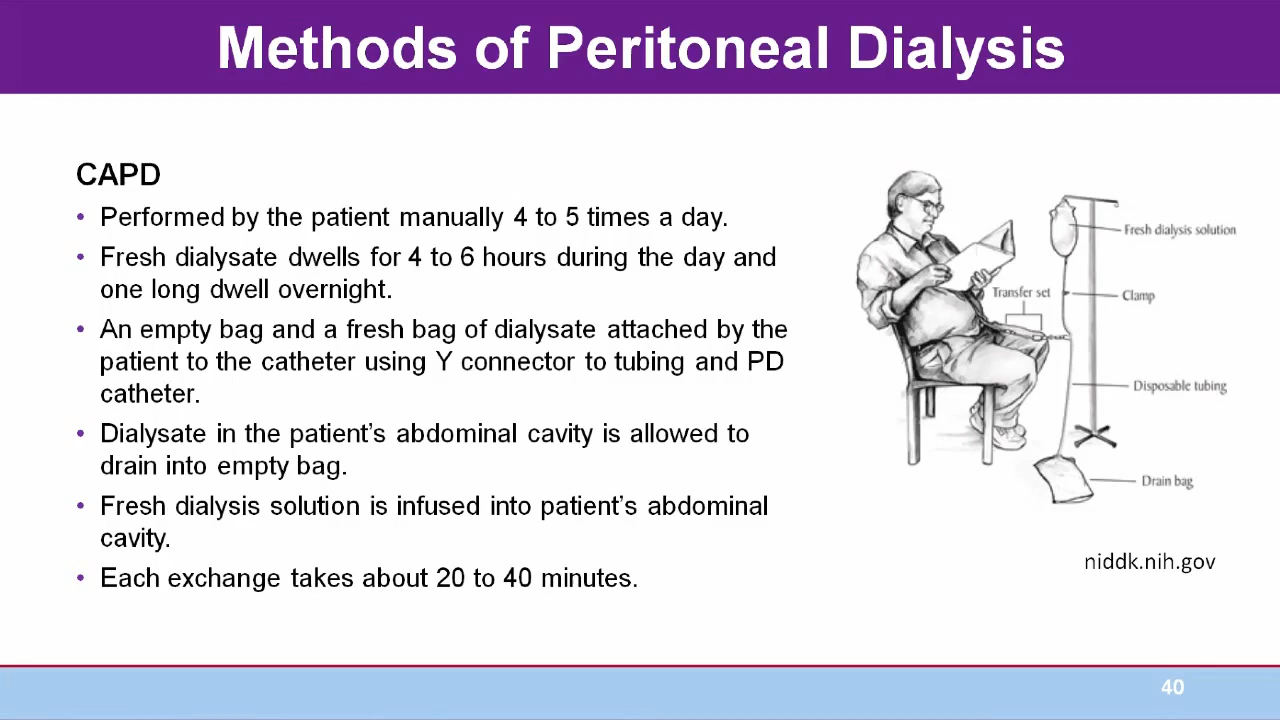 Methods of Peritoneal Dialysis
CAPD
• Performed by the patient manually 4 to 5 times a day.
• Fresh dialysate dwells for 4 to 6 hours during the day and
one long dwell overnight.
• An empty bag and a fresh bag of dialysate attached by the
patient to the catheter using Y connector to tubing and PD
catheter.
• Dialysate in the patient’s abdominal cavity is allowed to
drain into empty bag.
• Fresh dialysis solution is infused into patient’s abdominal
cavity.
• Each exchange takes about 20 to 40 minutes.
Fresh dialysis solution
Transfer set
Clamp
Disposable tubing
Drain bag
niddk.nih.gov
40